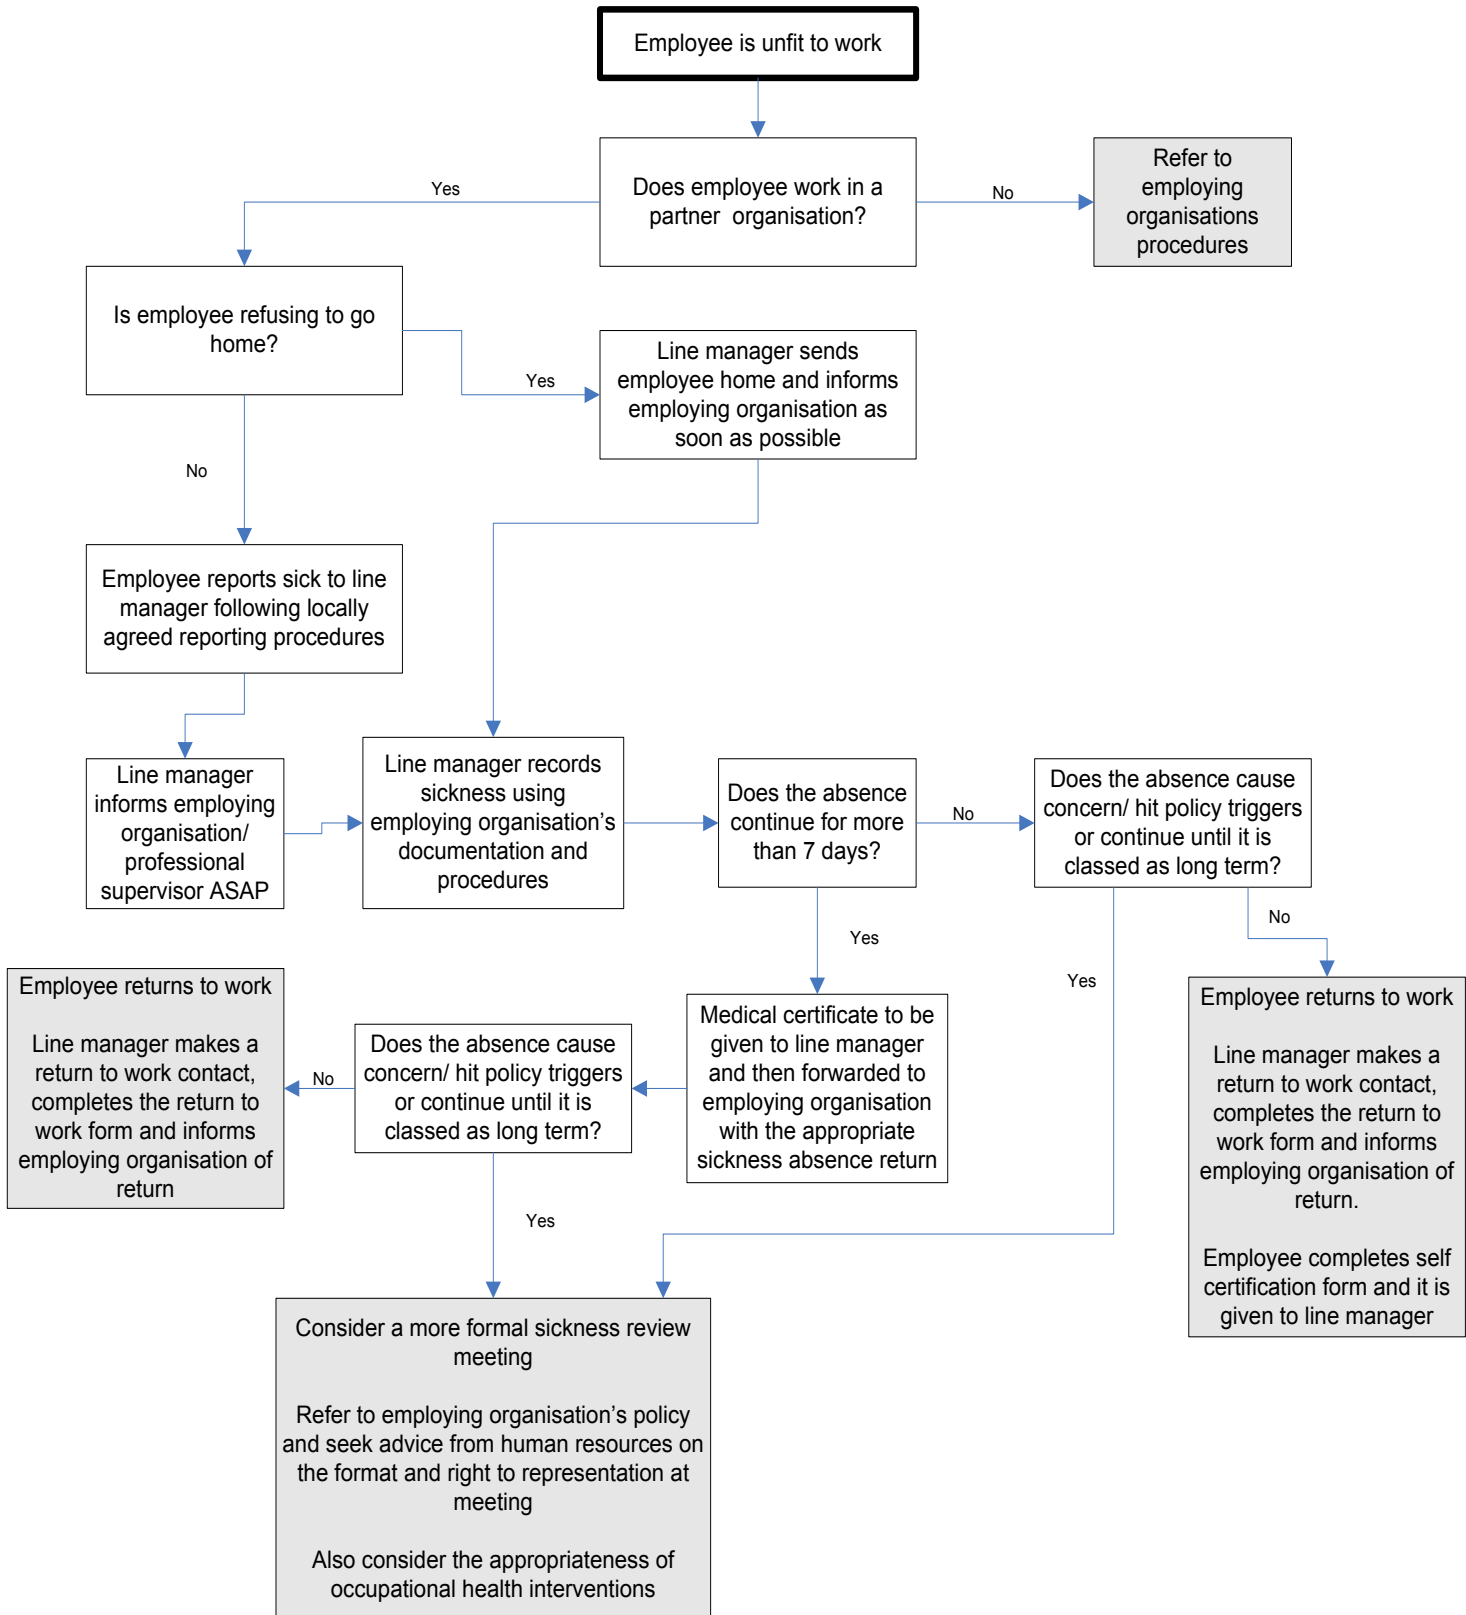 Employee is unfit to work
Does employee work in a
partner organisation?
Yes
No
Refer to
employing
organisations
procedures
Is employee refusing to go
home?
Yes
Line manager sends
employee home and informs
employing organisation as
soon as possible
No
Employee reports sick to line
manager following locally
agreed reporting procedures
Line manager
informs employing
organisation/
professional
supervisor ASAP
Line manager records
sickness using
employing organisation’s
documentation and
procedures
Does the absence
continue for more
than 7 days?
No
Does the absence cause
concern/ hit policy triggers
or continue until it is
classed as long term?
Yes
Yes
No
Employee returns to work
Line manager makes a
return to work contact,
completes the return to
work form and informs
employing organisation of
return
No
Does the absence cause
concern/ hit policy triggers
or continue until it is
classed as long term?
Medical certificate to be
given to line manager
and then forwarded to
employing organisation
with the appropriate
sickness absence return
Employee returns to work
Line manager makes a
return to work contact,
completes the return to
work form and informs
employing organisation of
return.
Employee completes self
certification form and it is
given to line manager
Yes
Consider a more formal sickness review
meeting
Refer to employing organisation’s policy
and seek advice from human resources on
the format and right to representation at
meeting
Also consider the appropriateness of
occupational health interventions